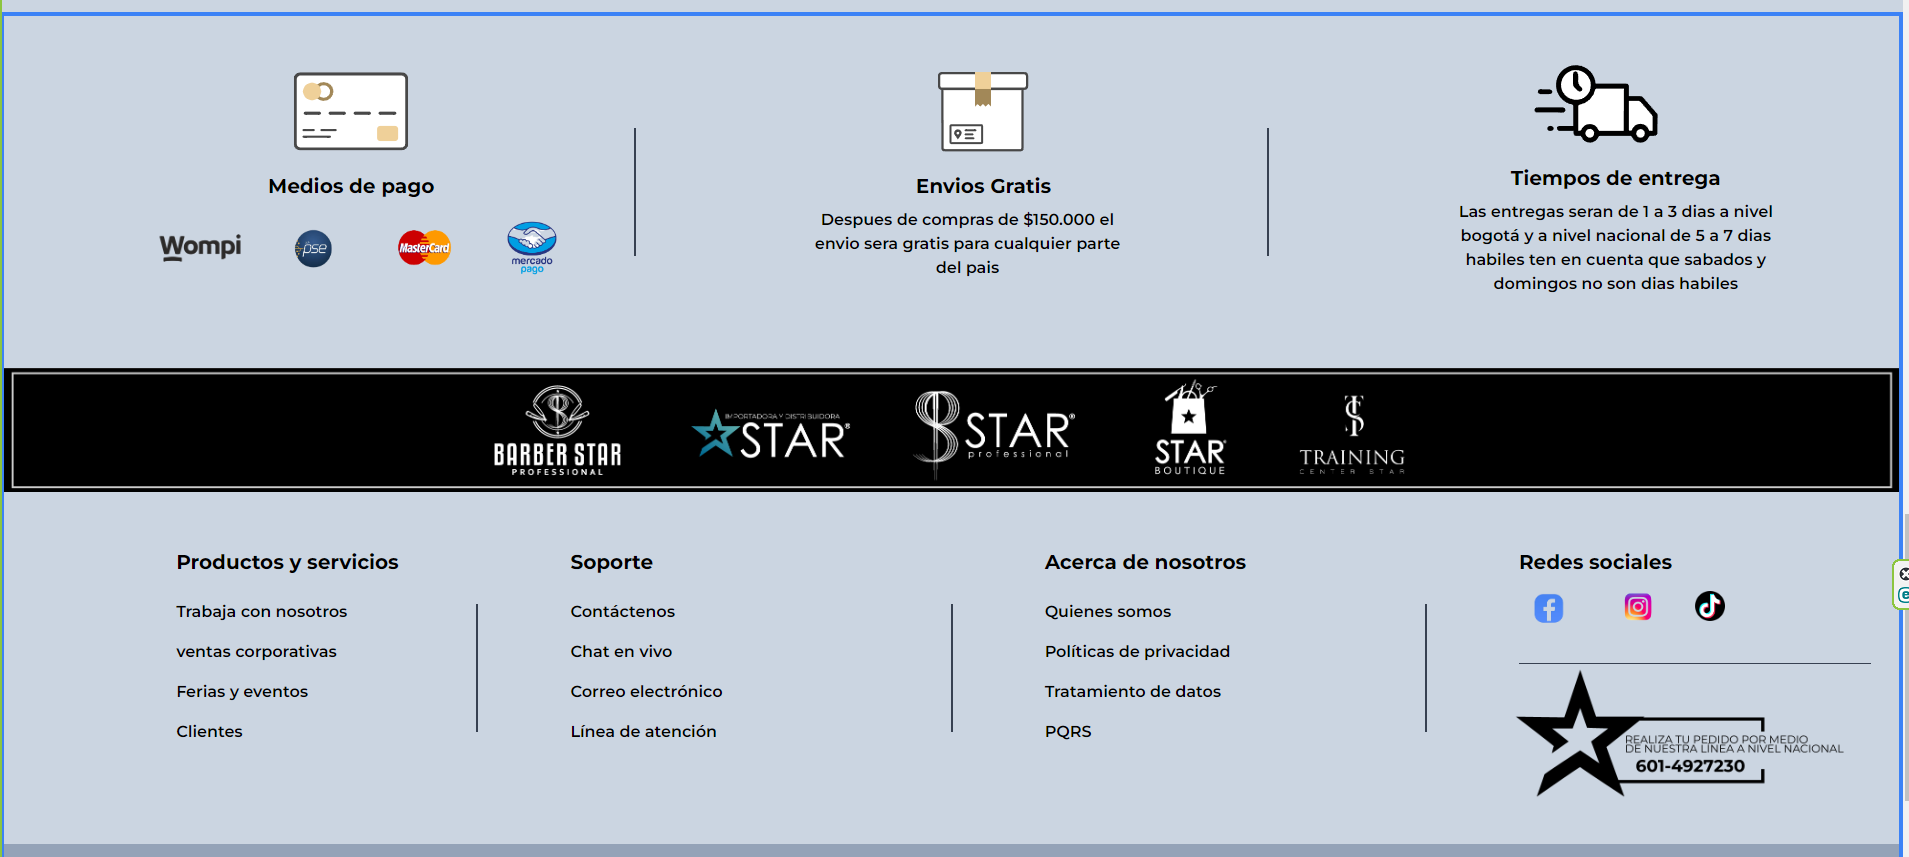 Medios de pago
Wompi
pse
MasterCard
mercado
pago
Envios Gratis
Despues de compras de $150.000 el
envio sera gratis para cualquier parte
del pais
Tiempos de entrega
Las entregas seran de 1 a 3 dias a nivel
bogotá y a nivel nacional de 5 a 7 dias
habiles ten en cuenta que sabados y
domingos no son dias habiles
BARBER STAR
PROFESSIONAL
IMPORTADORA Y DISTRIBUIDORA
STAR®
STAR®
professional
STAR®
BOUTIQUE
TRAINING
CENTER STAR
Productos y servicios
Trabaja con nosotros
ventas corporativas
Ferias y eventos
Clientes
Soporte
Contáctenos
Chat en vivo
Correo electrónico
Línea de atención
Acerca de nosotros
Quienes somos
Políticas de privacidad
Tratamiento de datos
PQRS
Redes sociales
REALIZA TU PEDIDO POR MEDIO
DE NUESTRA LÍNEA A NIVEL NACIONAL
601-4927230